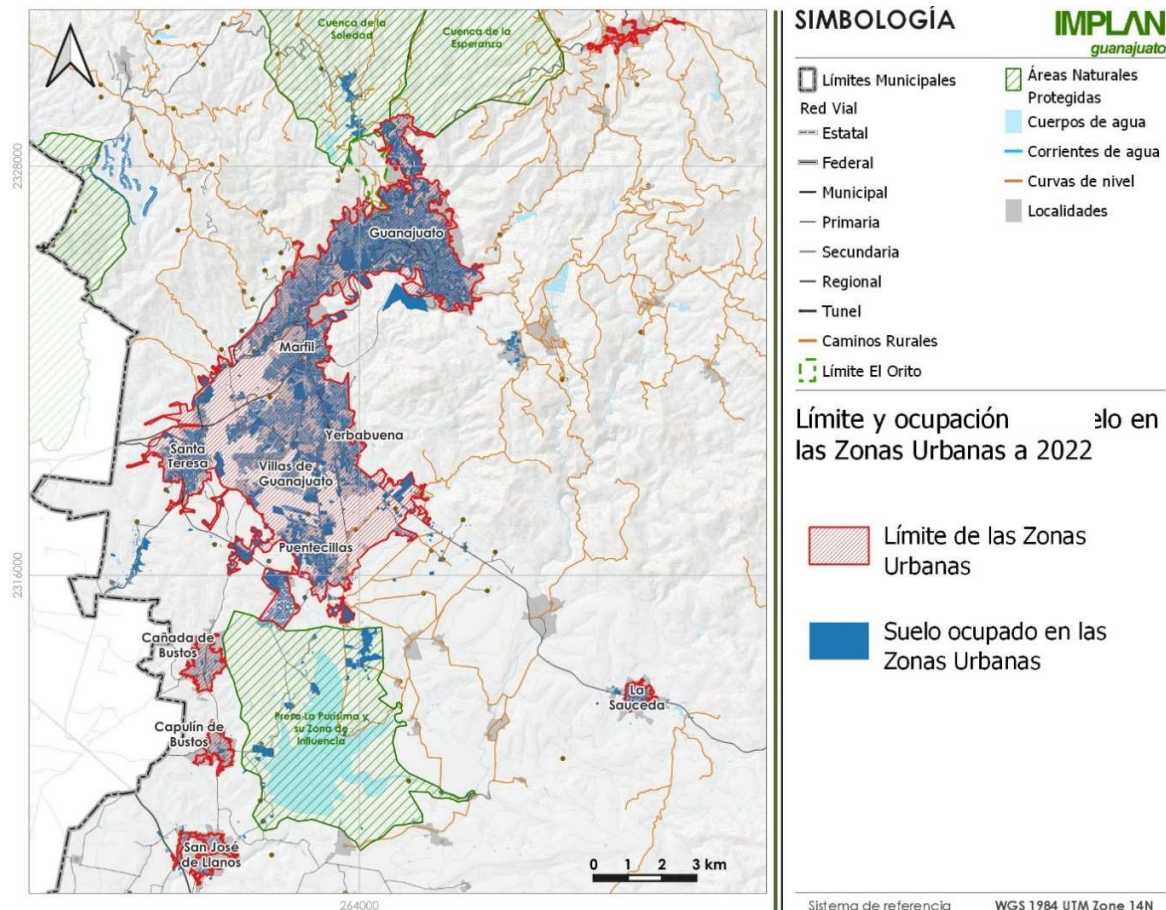 Cuenca de la
Soledad
Cuenca de la
Esperanza
2328000
Guanajuato
Marfil
Yerbabuena
Santa
Teresa
Villas de
Guanajuato
Puentecillas
2316000
Cañada de
Bustos
La
Sauceda
Presa La Purísima y
su Zona de
Influencia
Capulín de
Bustos
San José
de Llanos
0 1 2 3 km
264000
SIMBOLOGÍA
IMPLAN
guanajuato
Límites Municipales
Red Vial
Estatal
Federal
Municipal
Primaria
Secundaria
Regional
Tunel
Caminos Rurales
Límite El Orito
Áreas Naturales
Protegidas
Cuerpos de agua
Corrientes de agua
Curvas de nivel
Localidades
Límite y ocupación elo en
las Zonas Urbanas a 2022
Límite de las Zonas
Urbanas
Suelo ocupado en las
Zonas Urbanas
Sistema de referencia WGS 1984 UTM Zone 14N